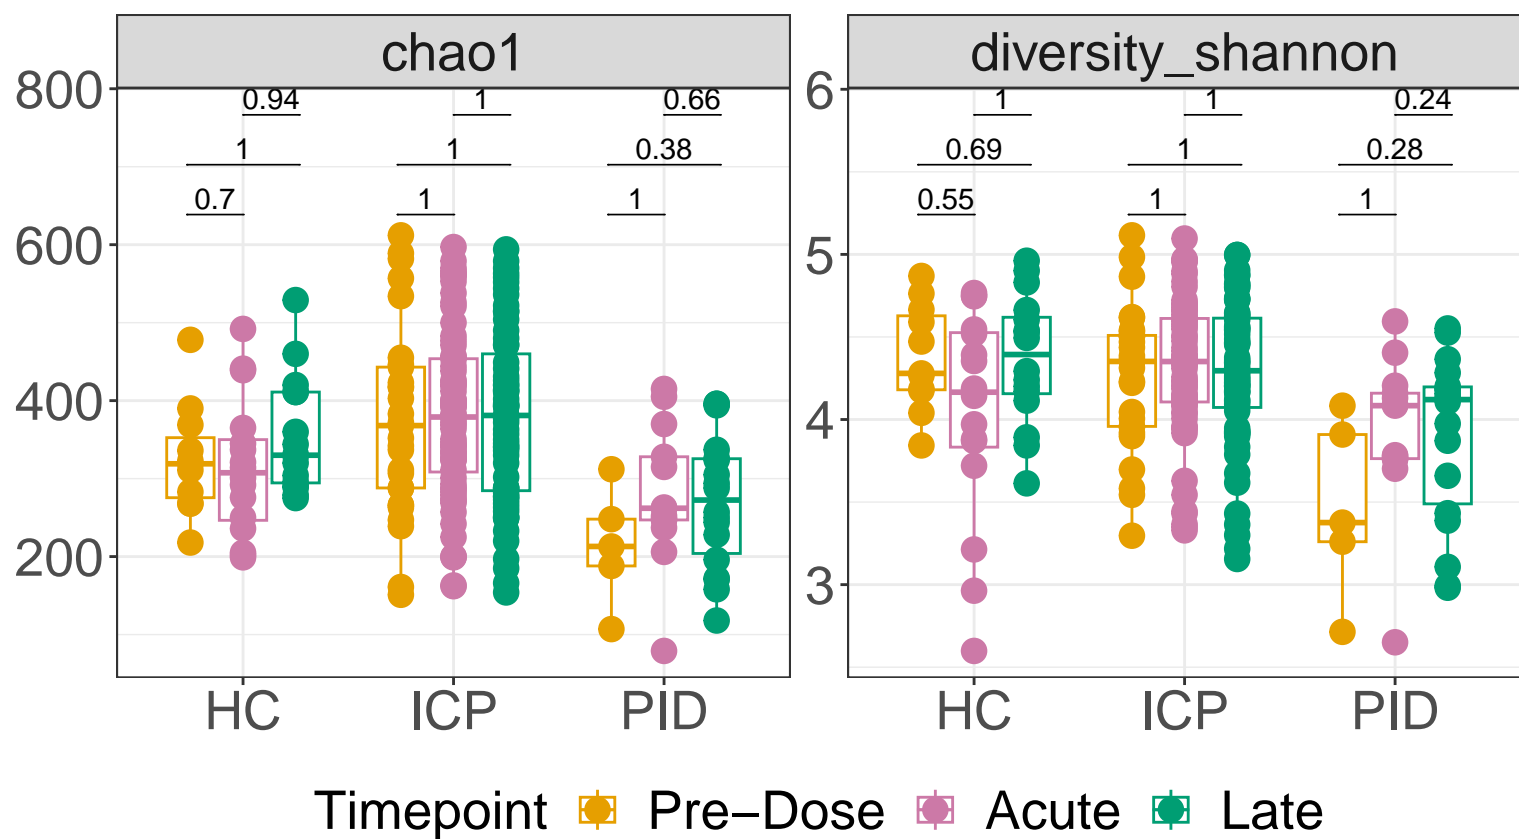 chao1
diversity_shannon
800
600
400
200
0.94
1
0.66
1
1
0.38
0.7
1
1
HC
ICP
PID
6
5
4
3
1
1
0.24
0.69
1
0.28
0.55
1
1
HC
ICP
PID
Timepoint Pre−Dose Acute Late